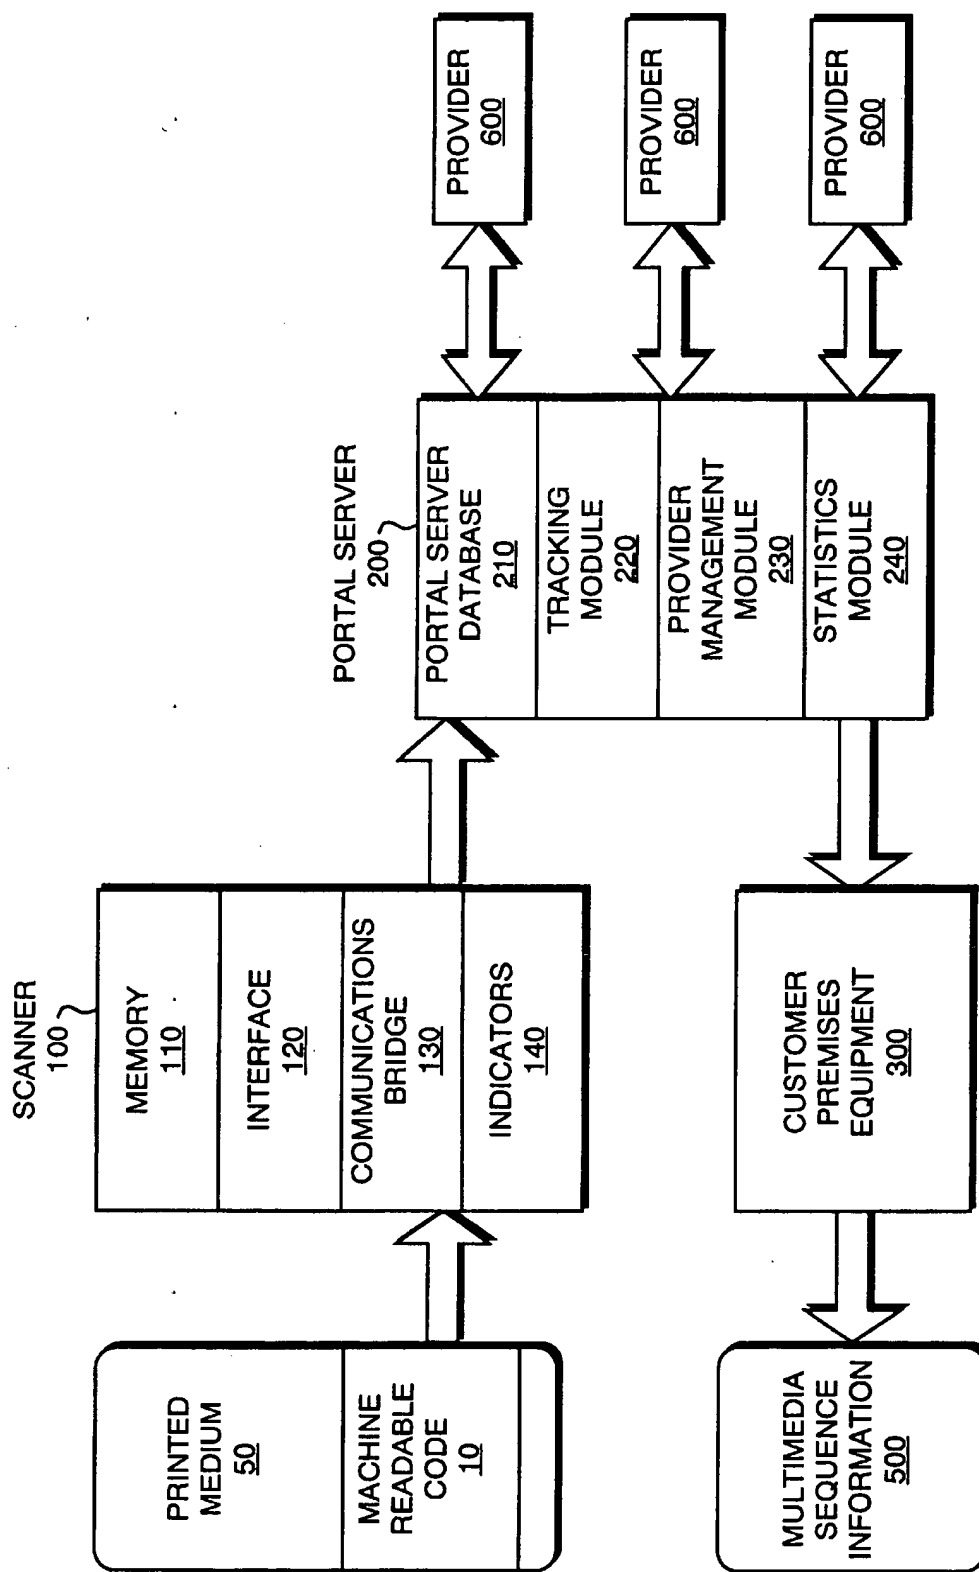 PRINTED
MEDIUM
50
MACHINE
READABLE
CODE
10
SCANNER
100
MEMORY
110
INTERFACE
120
COMMUNICATIONS
BRIDGE
130
INDICATORS
140
PORTAL SERVER
200
PORTAL SERVER
DATABASE
210
TRACKING
MODULE
220
PROVIDER
MANAGEMENT
MODULE
230
STATISTICS
MODULE
240
PROVIDER
600
PROVIDER
600
PROVIDER
600
CUSTOMER
PREMISES
EQUIPMENT
300
MULTIMEDIA
SEQUENCE
INFORMATION
500